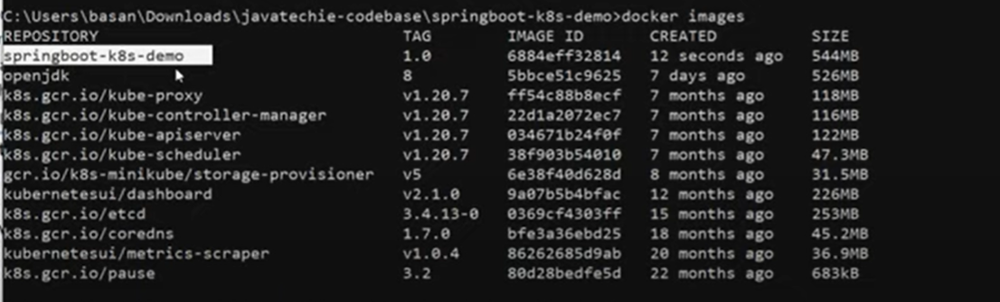 C:\Users\basan\Downloads\javatechie-codebase\springboot-k8s-demo>docker images
REPOSITORY TAG IMAGE ID CREATED SIZE
springboot-k8s-demo 1.0 6884eff32814 12 seconds ago 544MB
openjdk 8 5bbce51c9625 7 days ago 526MB
k8s.gcr.io/kube-proxy v1.20.7 ff54c88b8ecf 7 months ago 118MB
k8s.gcr.io/kube-controller-manager v1.20.7 22d1a2072ec7 7 months ago 116MB
k8s.gcr.io/kube-apiserver v1.20.7 034671b24f0f 7 months ago 122MB
k8s.gcr.io/kube-scheduler v1.20.7 38f903b54010 7 months ago 47.3MB
gcr.io/k8s-minikube/storage-provisioner v5 6e38f40d628d 8 months ago 31.5MB
kubernetesui/dashboard v2.1.0 9a07b5b4bfac 12 months ago 226MB
k8s.gcr.io/etcd 3.4.13-0 0369cf4303ff 15 months ago 253MB
k8s.gcr.io/coredns 1.7.0 bfe3a36ebd25 18 months ago 45.2MB
kubernetesui/metrics-scraper v1.0.4 86262685d9ab 20 months ago 36.9MB
k8s.gcr.io/pause 3.2 80d28bedfe5d 22 months ago 683kB